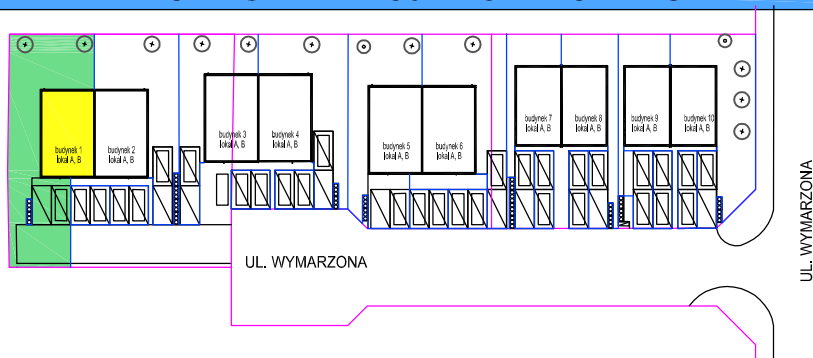 budynek 1
lokal A, B
budynek 2
lokal A, B
budynek 3
lokal A, B
budynek 4
lokal A, B
budynek 5
lokal A, B
budynek 6
lokal A, B
budynek 7
lokal A, B
budynek 8
lokal A, B
budynek 9
lokal A, B
budynek 10
lokal A, B
UL. WYMARZONA
UL. WYMARZONA